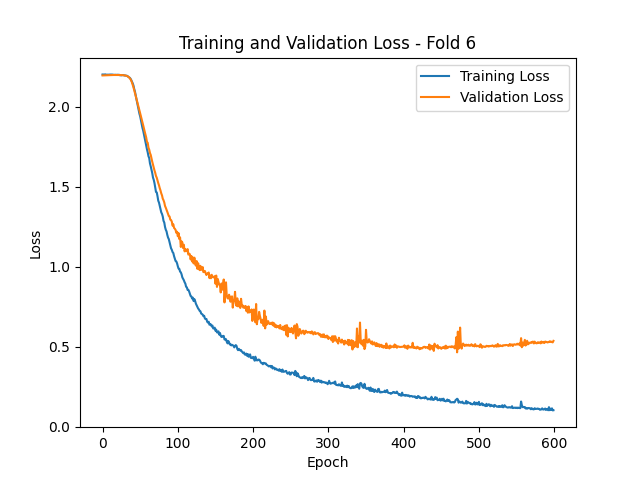 Training and Validation Loss - Fold 6
Training Loss
Validation Loss
Loss
2.0
1.5
1.0
0.5
0.0
0 100 200 300 400 500 600
Epoch